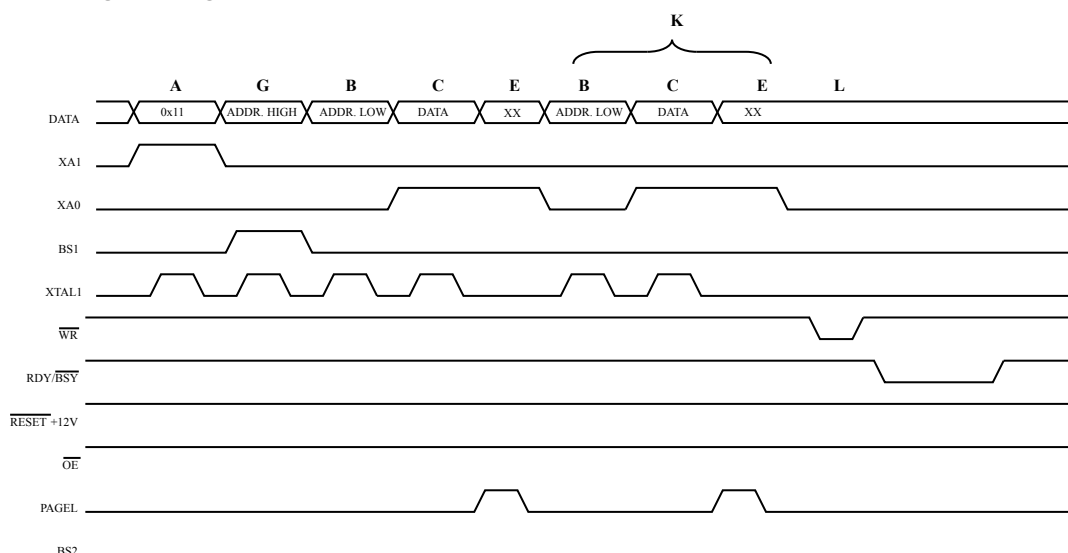 K
A G B C E B C E L
DATA 0x11 ADDR. HIGH ADDR. LOW DATA XX ADDR. LOW DATA XX
XA1
XA0
BS1
XTAL1
WR
RDY/BSY
RESET +12V
OE
PAGEL
BS2